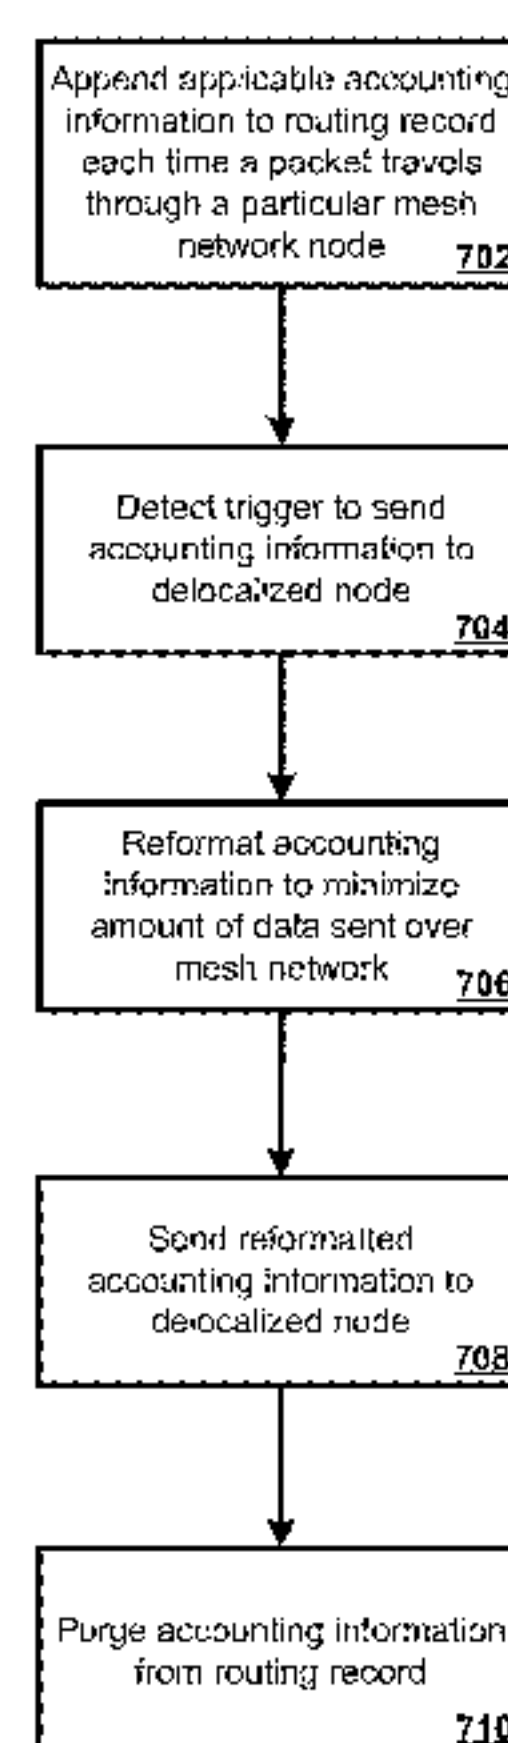 Append applicable accounting
information to routing record
each time a packet travels
through a particular mesh
network node
702
Detect trigger to send
accounting information to
delocalized node
704
Reformat accounting
information to minimize
amount of data sent over
mesh network
706
Send reformatted
accounting information to
delocalized node
708
Purge accounting information
from routing record
710